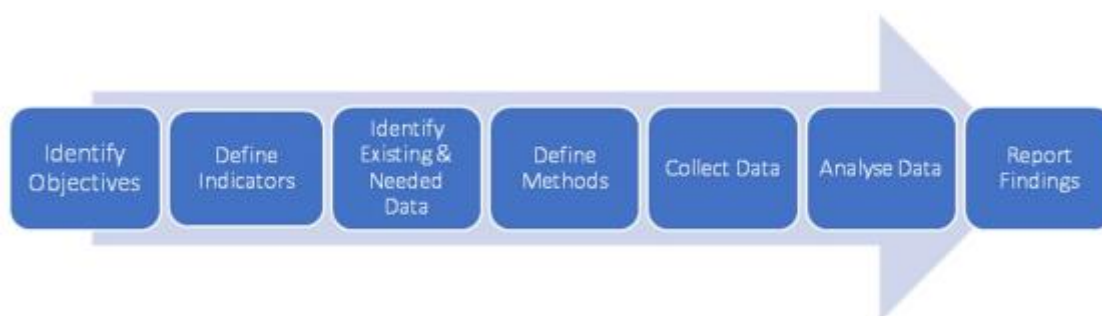 Identify
Objectives
Define
Indicators
Identify
Existing &
Needed
Data
Define
Methods
Collect Data
Analyse Data
Report
Findings